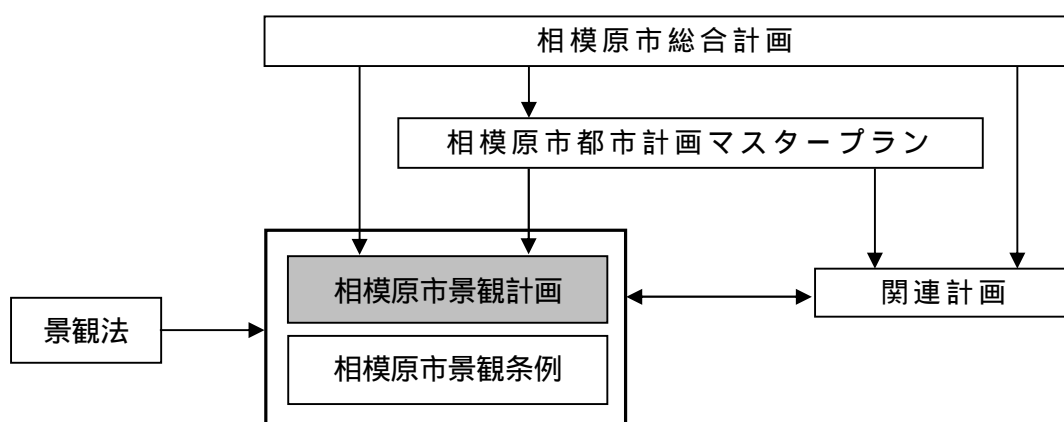 相模原市総合計画
相模原市都市計画マスタープラン
相模原市景観計画
関連計画
景観法
相模原市景観条例